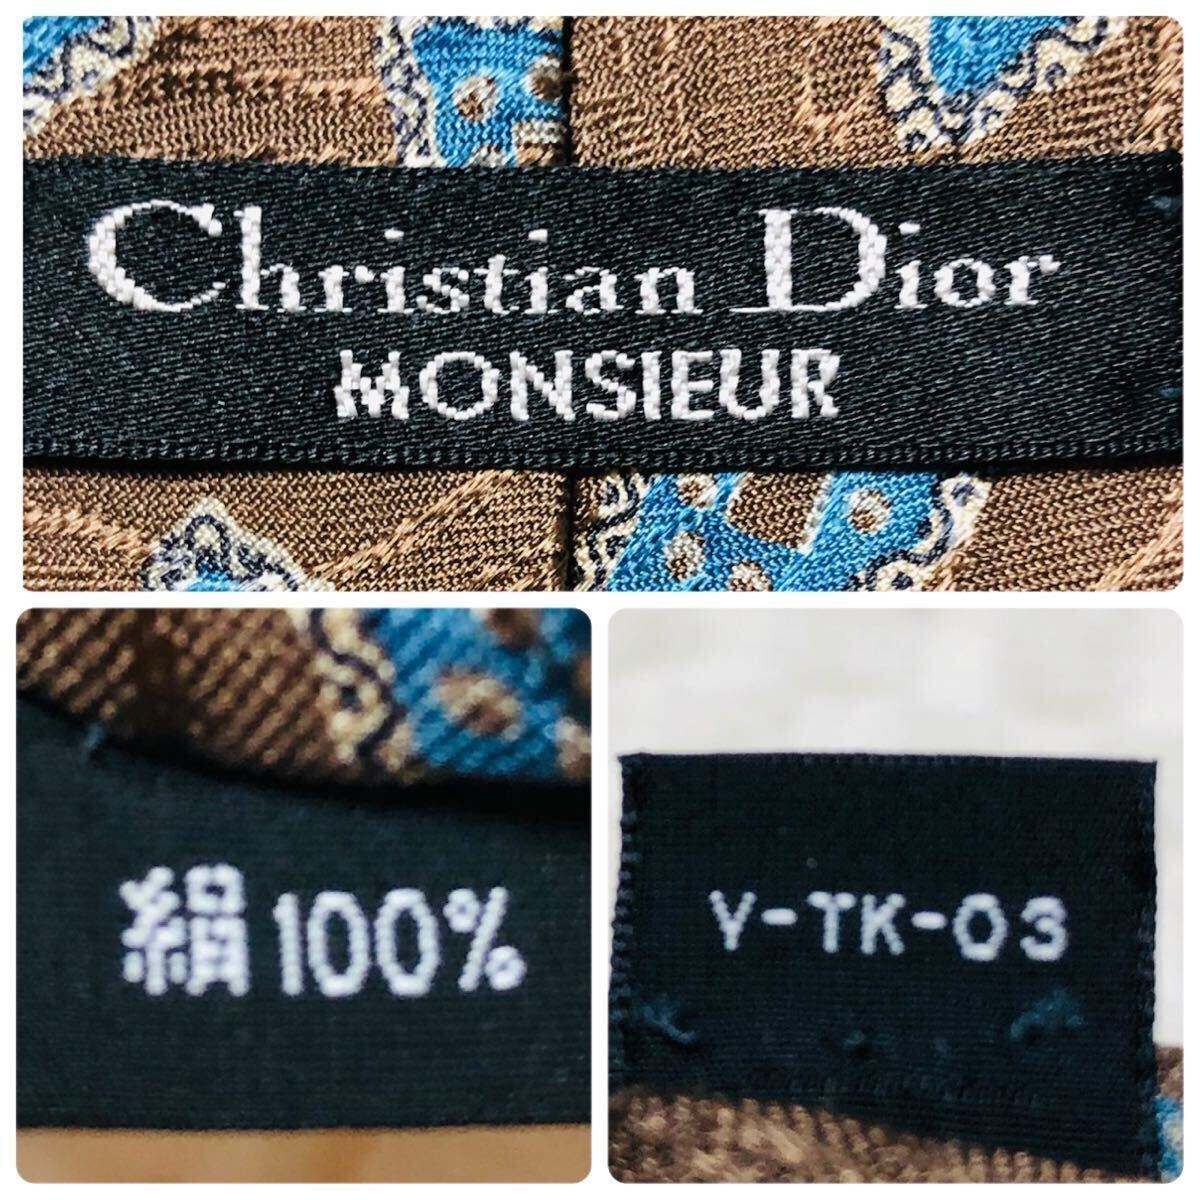 Christian Dior
MONSIEUR
絹100%
Y-TK-03